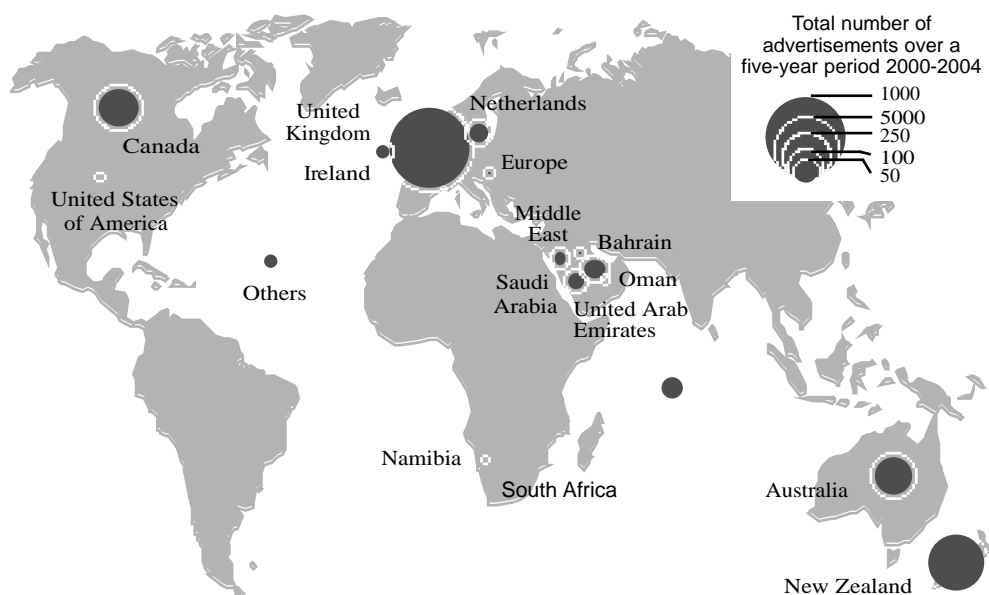 Total number of
advertisements over a
five-year period 2000-2004
1000
5000
250
100
50
Netherlands
United
Kingdom
Canada
Ireland
Europe
United States
of America
Middle
East
Bahrain
Others
Saudi
Arabia
Oman
United Arab
Emirates
Namibia
South Africa
Australia
New Zealand